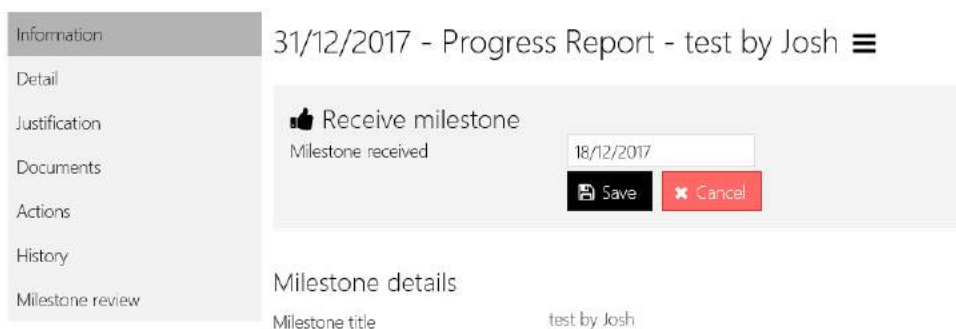 Information
Detail
Justification
Documents
Actions
History
Milestone review
31/12/2017 - Progress Report - test by Josh
Receive milestone
Milestone received 18/12/2017
Save Cancel
Milestone details
Milestone title test by Josh